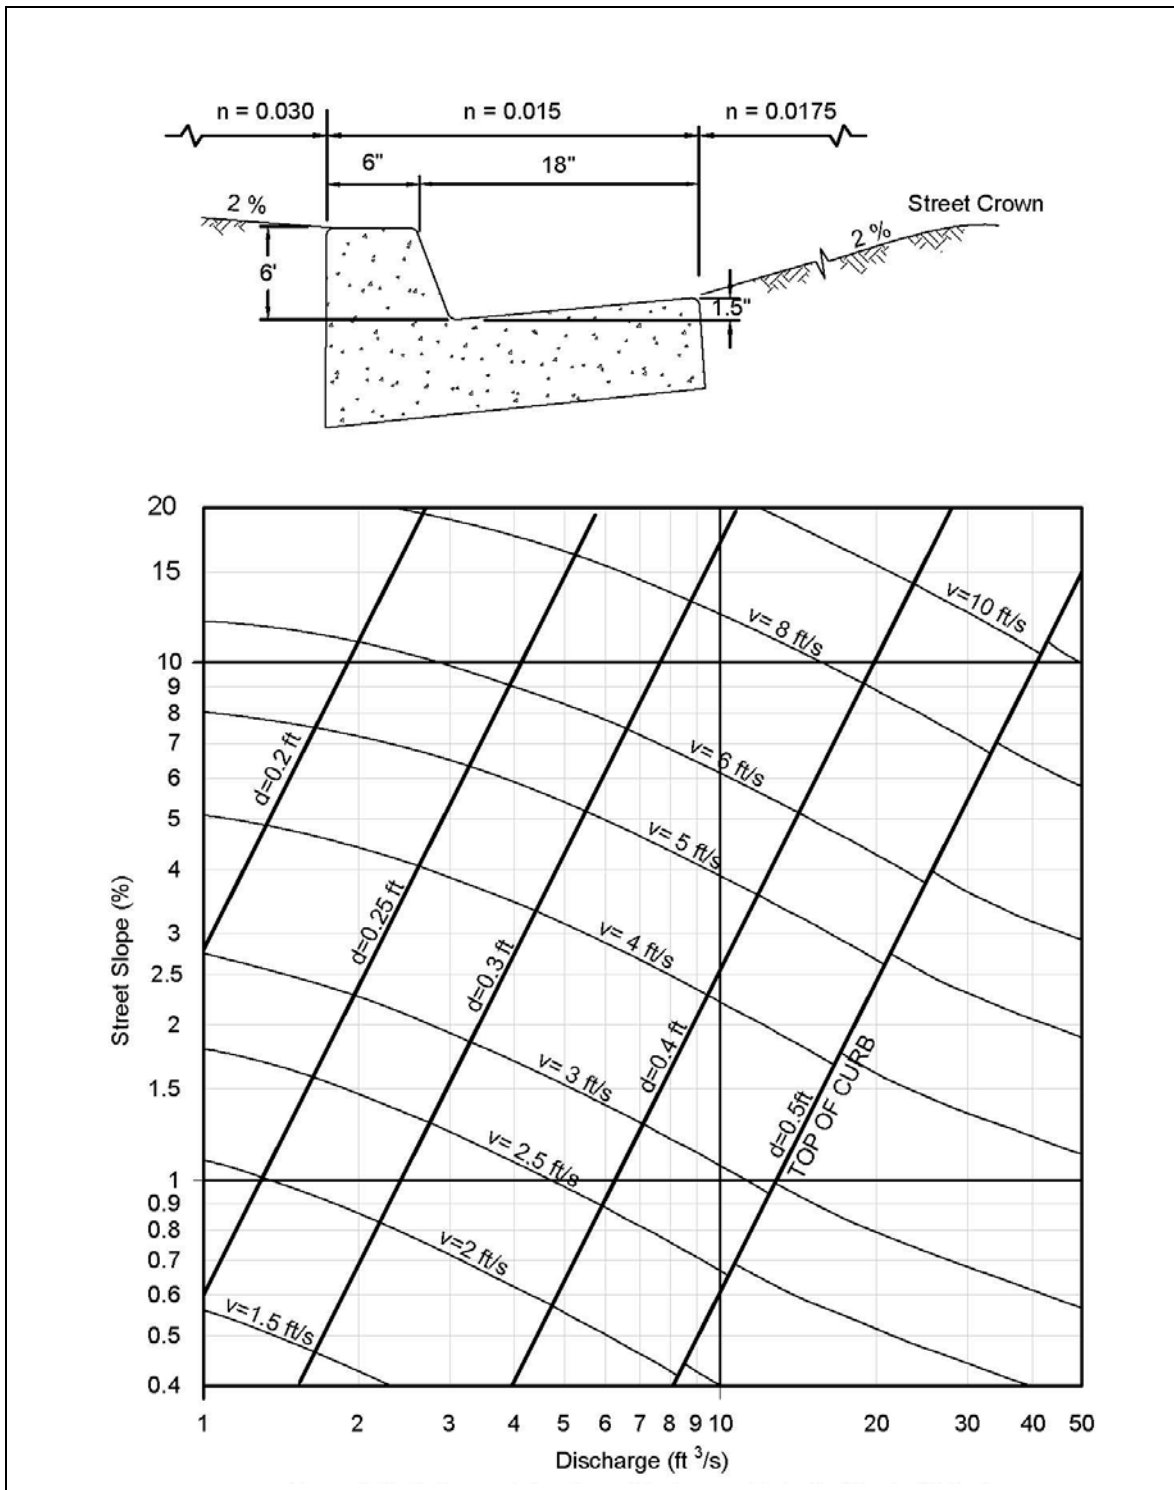 n = 0.030
n = 0.015
n = 0.0175
6"
18"
2 %
Street Crown
2 %
6'
1.5"
20
15
10
9
8
7
6
5
4
3
2.5
2
1.5
1
0.9
0.8
0.7
0.6
0.5
0.4
Street Slope (%)
v=10 ft/s
v= 8 ft/s
v= 6 ft/s
v= 5 ft/s
v= 4 ft/s
v= 3 ft/s
v= 2.5 ft/s
v=2 ft/s
v=1.5 ft/s
d=0.2 ft
d=0.25 ft
d=0.3 ft
d=0.4 ft
d=0.5ft
TOP OF CURB
1 2 3 4 5 6 7 8 9 10 20 30 40 50
Discharge (ft ³/s)